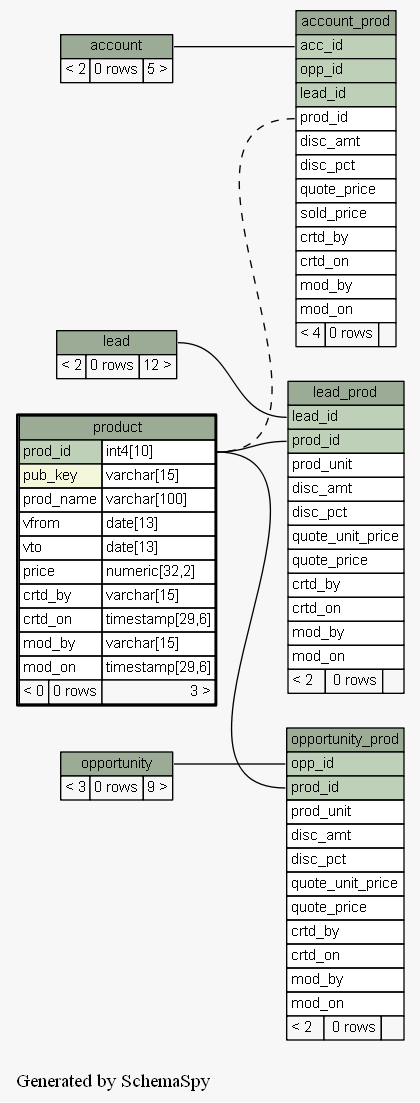 account_prod
acc_id
opp_id
lead_id
prod_id
disc_amt
disc_pct
quote_price
sold_price
crtd_by
crtd_on
mod_by
mod_on
< 4 0 rows
account
< 2 0 rows 5 >
lead
< 2 0 rows 12 >
product
prod_id int4[10]
pub_key varchar[15]
prod_name varchar[100]
vfrom date[13]
vto date[13]
price numeric[32,2]
crtd_by varchar[15]
crtd_on timestamp[29,6]
mod_by varchar[15]
mod_on timestamp[29,6]
< 0 0 rows 3 >
lead_prod
lead_id
prod_id
prod_unit
disc_amt
disc_pct
quote_unit_price
quote_price
crtd_by
crtd_on
mod_by
mod_on
< 2 0 rows
opportunity
< 3 0 rows 9 >
opportunity_prod
opp_id
prod_id
prod_unit
disc_amt
disc_pct
quote_unit_price
quote_price
crtd_by
crtd_on
mod_by
mod_on
< 2 0 rows
Generated by SchemaSpy